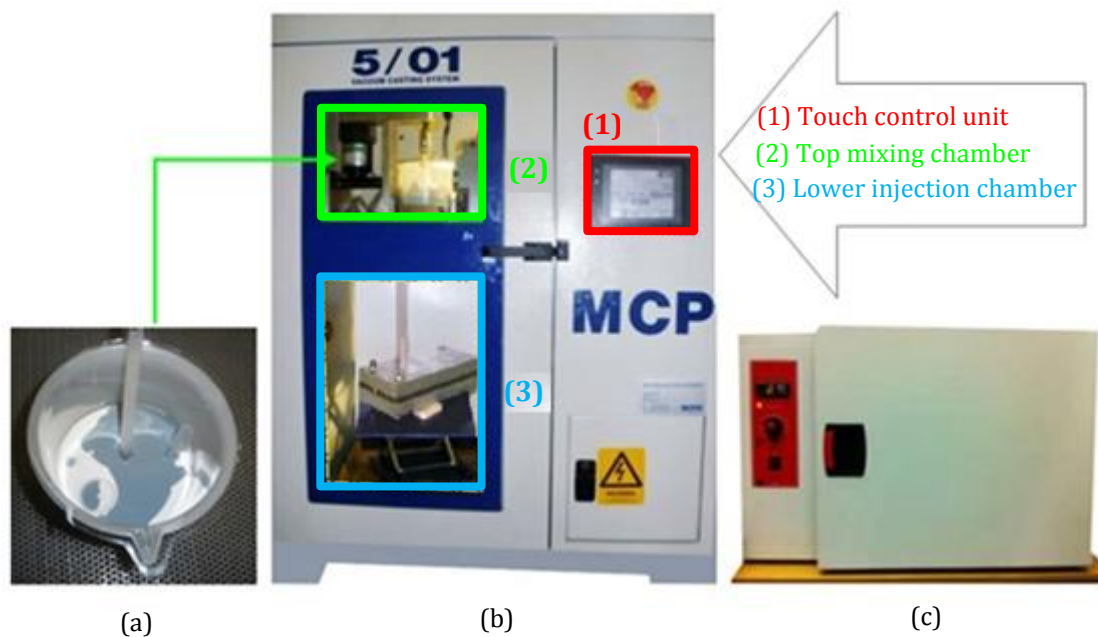 5/01
VACUUM CASTING SYSTEM
(1)
(1) Touch control unit
(2) Top mixing chamber
(3) Lower injection chamber
(2)
MCP
(3)
(a)
(b)
(c)